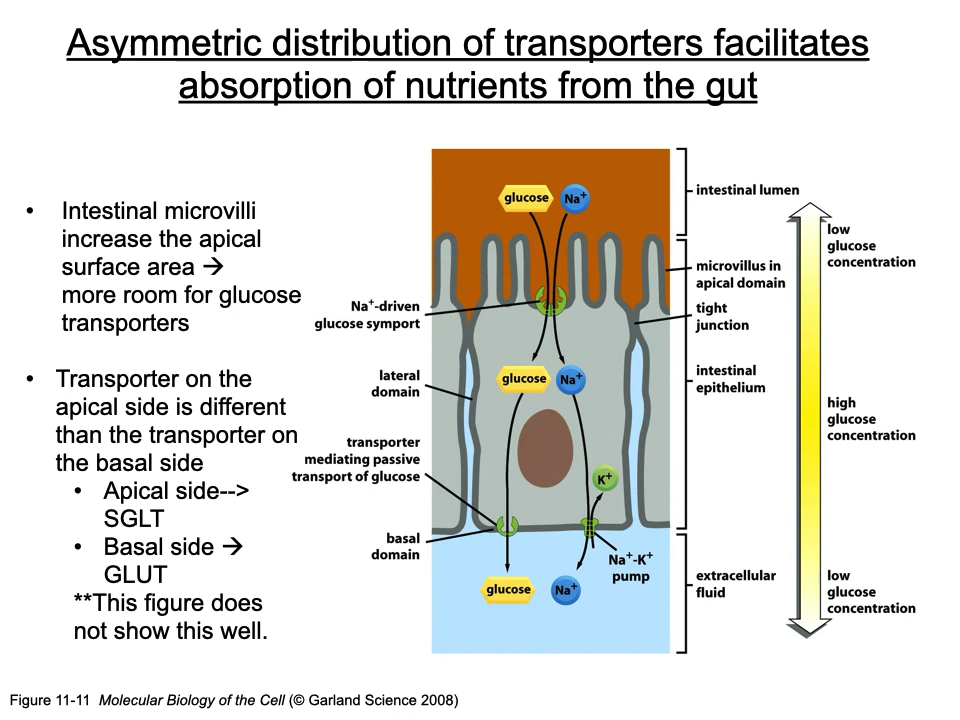 Asymmetric distribution of transporters facilitates
absorption of nutrients from the gut
• Intestinal microvilli
increase the apical
surface area →
more room for glucose
transporters
• Transporter on the
apical side is different
than the transporter on
the basal side
• Apical side-->
SGLT
• Basal side →
GLUT
**This figure does
not show this well.
glucose
Na⁺
intestinal lumen
microvillus in
apical domain
Na⁺-driven
glucose symport
tight
junction
glucose
Na⁺
lateral
domain
intestinal
epithelium
transporter
mediating passive
transport of glucose
K⁺
basal
domain
Na⁺-K⁺
pump
glucose
Na⁺
extracellular
fluid
low
glucose
concentration
high
glucose
concentration
low
glucose
concentration
Figure 11-11 Molecular Biology of the Cell (© Garland Science 2008)